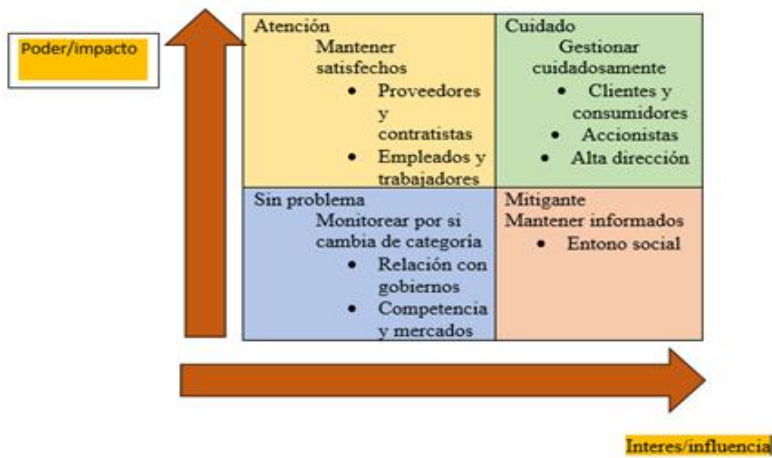 Poder/impacto
Atención
Mantener
satisfechos
• Proveedores
y
contratistas
• Empleados y
trabajadores
Cuidado
Gestionar
cuidadosamente
• Clientes y
consumidores
• Accionistas
• Alta dirección
Sin problema
Monitorear por si
cambia de categoría
• Relación con
gobiernos
• Competencia
y mercados
Mitigante
Mantener informados
• Entono social
Interes/influencia